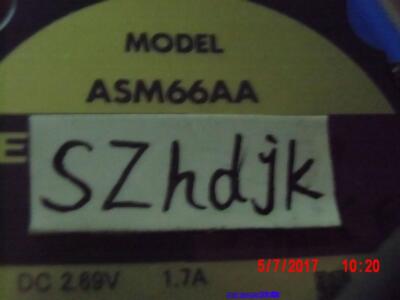 MODEL
ASM66AA
E
SZhdjk
DC 2.69V 1.7A
5/7/2017 10:20